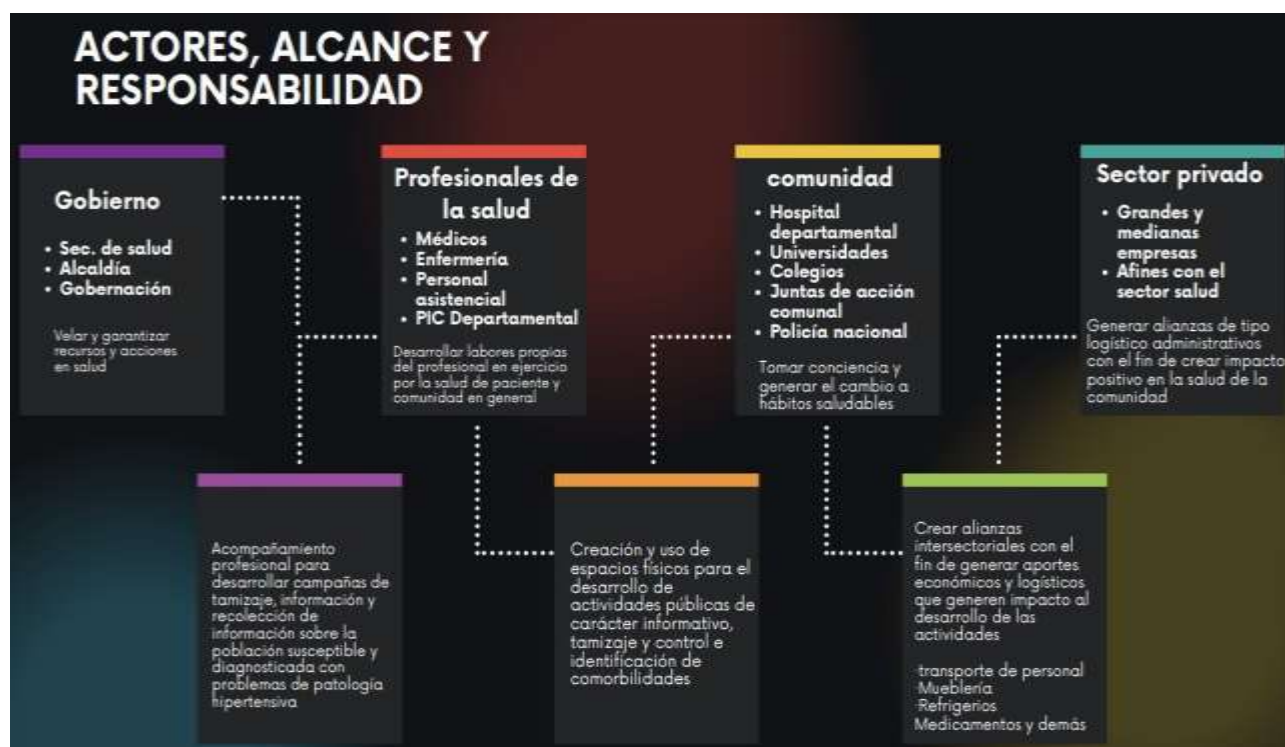 ACTORES, ALCANCE Y
RESPONSABILIDAD
Gobierno
• Sec. de salud
• Alcaldía
• Gobernación
Velar y garantizar
recursos y acciones
en salud
Profesionales de
la salud
• Médicos
• Enfermería
• Personal
asistencial
• PIC Departamental
Desarrollar labores propias
del profesional en ejercicio
por la salud de paciente y
comunidad en general
comunidad
• Hospital
departamental
• Universidades
• Colegios
• Juntas de acción
comunal
• Policía nacional
Tomar conciencia y
generar el cambio a
hábitos saludables
Sector privado
• Grandes y
medianas
empresas
• Afines con el
sector salud
Generar alianzas de tipo
logístico administrativos
con el fin de crear impacto
positivo en la salud de la
comunidad
Acompañamiento
profesional para
desarrollar campañas de
tamizaje, información y
recolección de
información sobre la
población susceptible y
diagnosticada con
problemas de patología
hipertensiva
Creación y uso de
espacios físicos para el
desarrollo de
actividades públicas de
carácter informativo,
tamizaje y control e
identificación de
comorbilidades
Crear alianzas
intersectoriales con el
fin de generar aportes
económicos y logísticos
que generen impacto al
desarrollo de las
actividades
-transporte de personal
-Mueblería
-Refrigerios
Medicamentos y demás